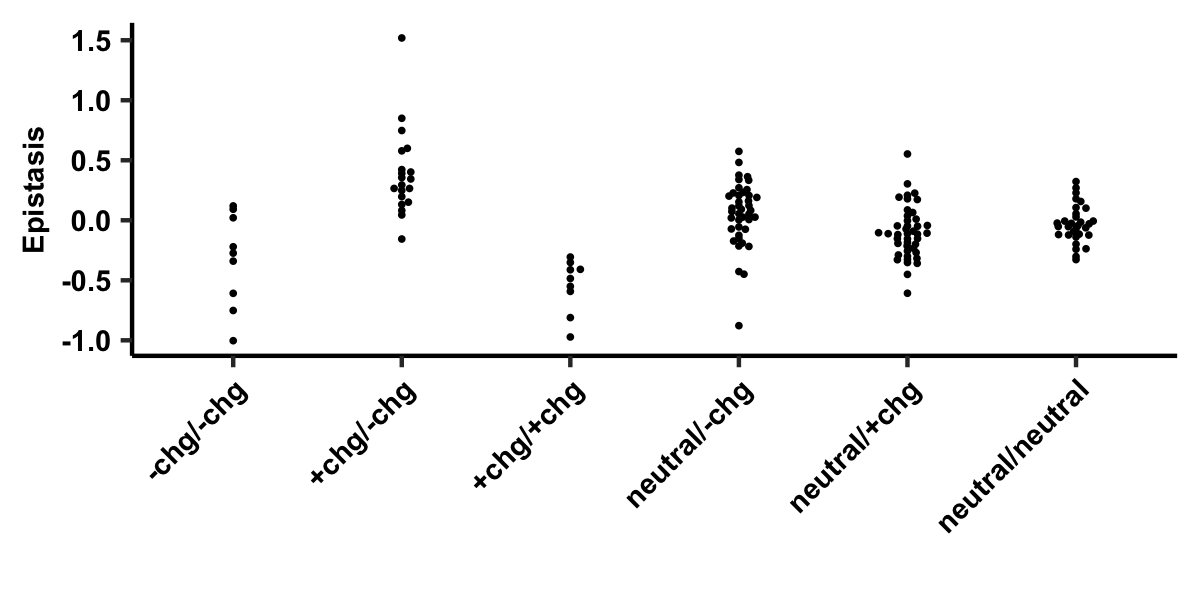 Epistasis
1.5
1.0
0.5
0.0
-0.5
-1.0
-chg/-chg
+chg/-chg
+chg/+chg
neutral/-chg
neutral/+chg
neutral/neutral